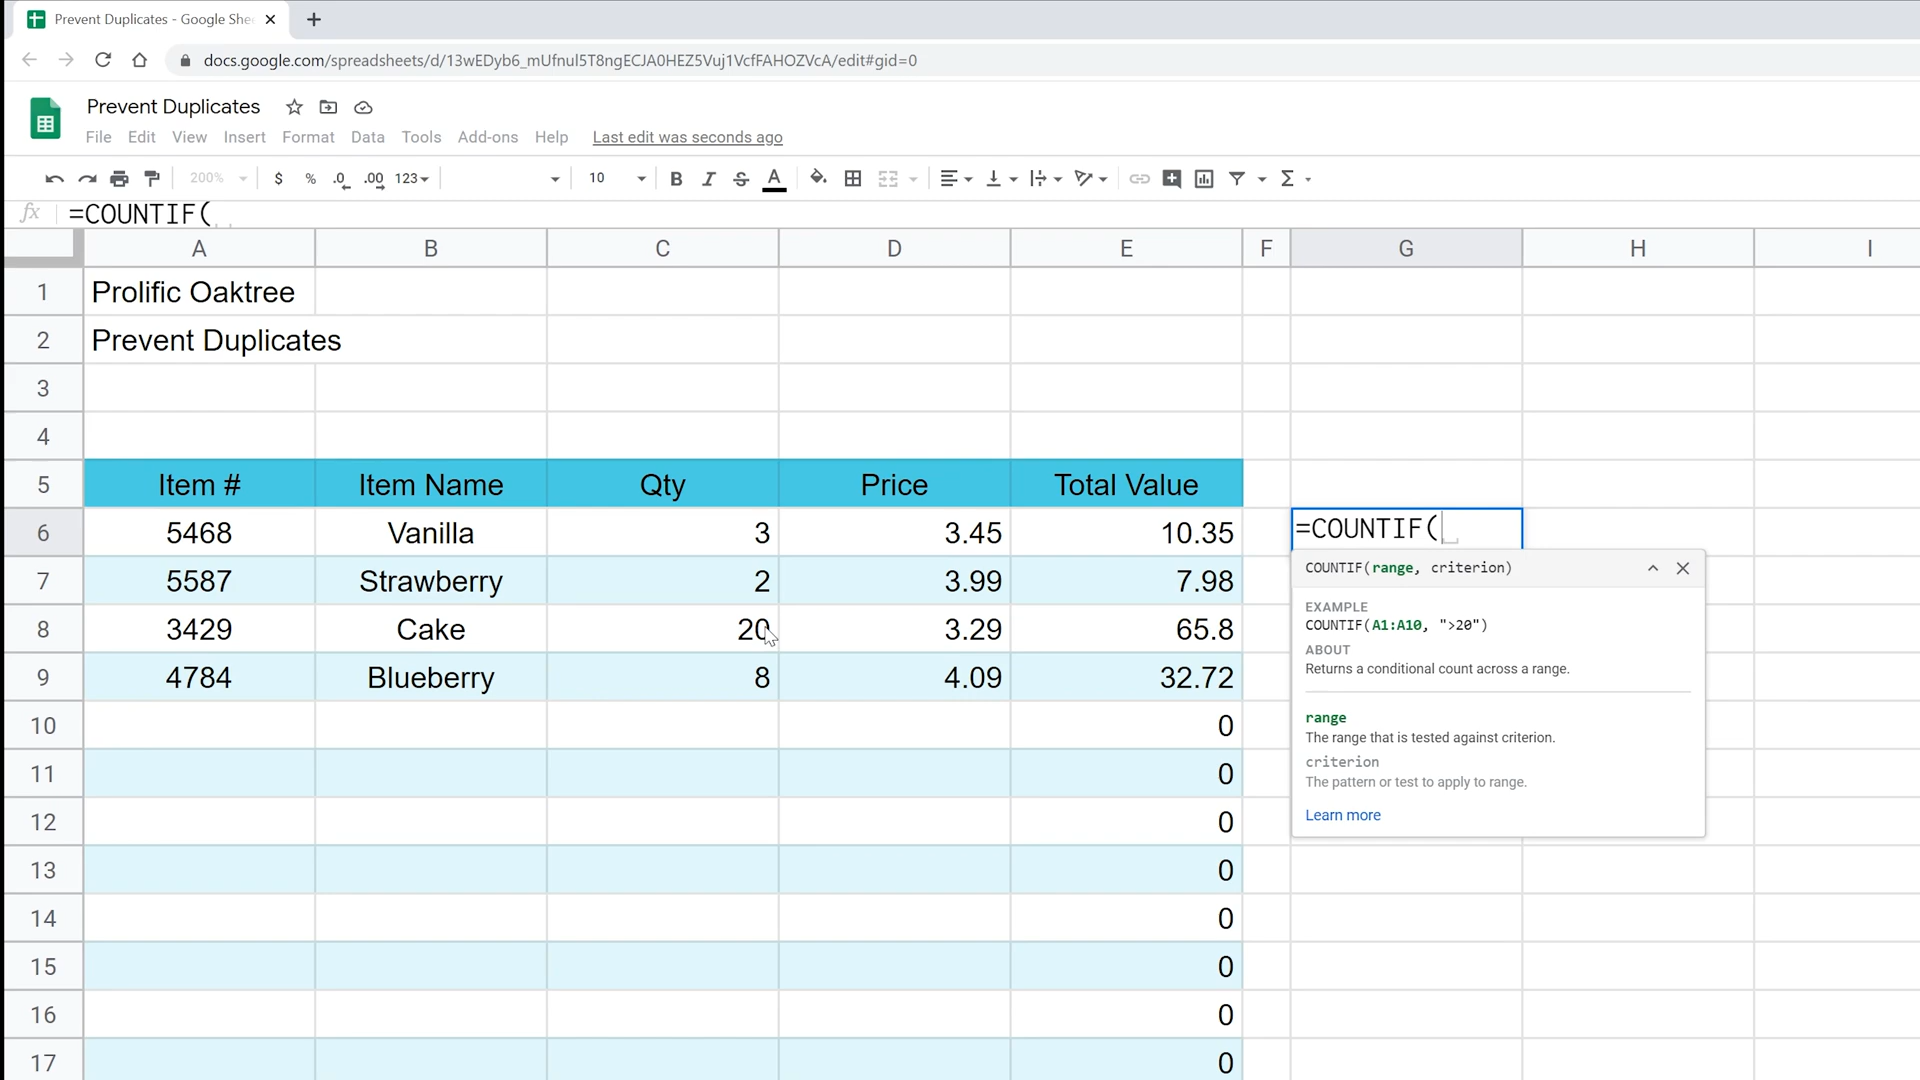 Prevent Duplicates - Google She
docs.google.com/spreadsheets/d/13wEDyb6_mUfnul5T8ngECJA0HEZ5Vuj1VcfFAHOZVcA/edit#gid=0
Prevent Duplicates
File Edit View Insert Format Data Tools Add-ons Help Last edit was seconds ago
200% $ % .0 .00 123 10 B I S A Σ
fx =COUNTIF(
A B C D E F G H I
1 Prolific Oaktree
2 Prevent Duplicates
3
4
5 Item # Item Name Qty Price Total Value
6 5468 Vanilla 3 3.45 10.35 =COUNTIF(
7 5587 Strawberry 2 3.99 7.98
8 3429 Cake 20 3.29 65.8
9 4784 Blueberry 8 4.09 32.72
10 0
11 0
12 0
13 0
14 0
15 0
16 0
17 0
COUNTIF(range, criterion)
EXAMPLE
COUNTIF(A1:A10, ">20")
ABOUT
Returns a conditional count across a range.
range
The range that is tested against criterion.
criterion
The pattern or test to apply to range.
Learn more